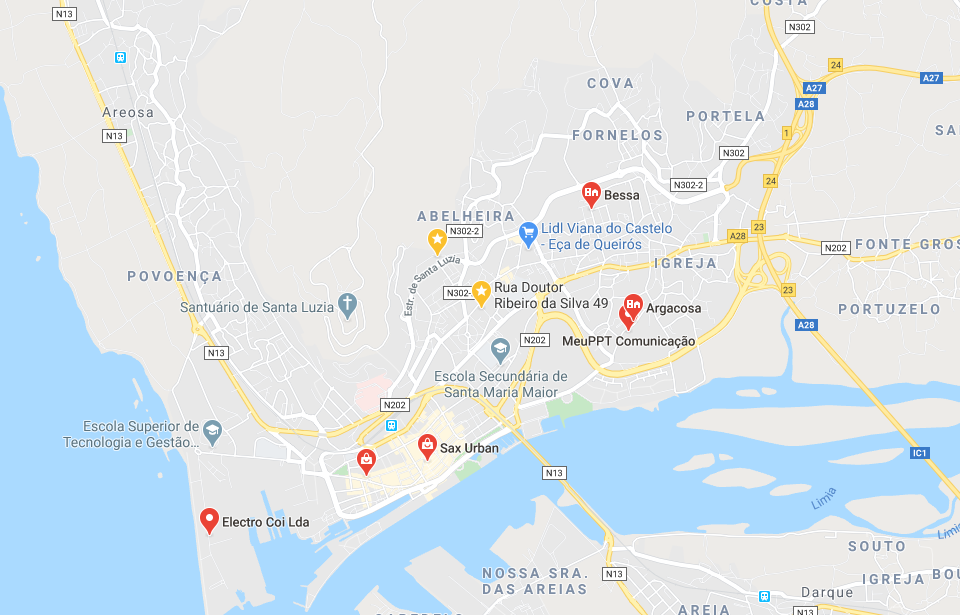 COSTA
N13
N302
24
A27
A27
A28
COVA
Areosa
N13
FORNELOS
PORTELA
1
SA
N302
N302-2
24
Bessa
ABELHEIRA
N302-2
Lidl Viana do Castelo
- Eça de Queirós
23
A28
N202
FONTE GROS
IGREJA
Estr. de Santa Luzia
POVOENÇA
N302-
Rua Doutor
Ribeiro da Silva 49
23
Santuário de Santa Luzia
Argacosa
PORTUZELO
A28
N202
MeuPPT Comunicação
N13
Escola Secundária de
Santa Maria Maior
N202
Escola Superior de
Tecnologia e Gestão...
Sax Urban
IC1
N13
Limia
Electro Coi Lda
Limia
SOUTO
NOSSA SRA.
DAS AREIAS
N13
IGREJA
BOU
Darque
AREIA
N13